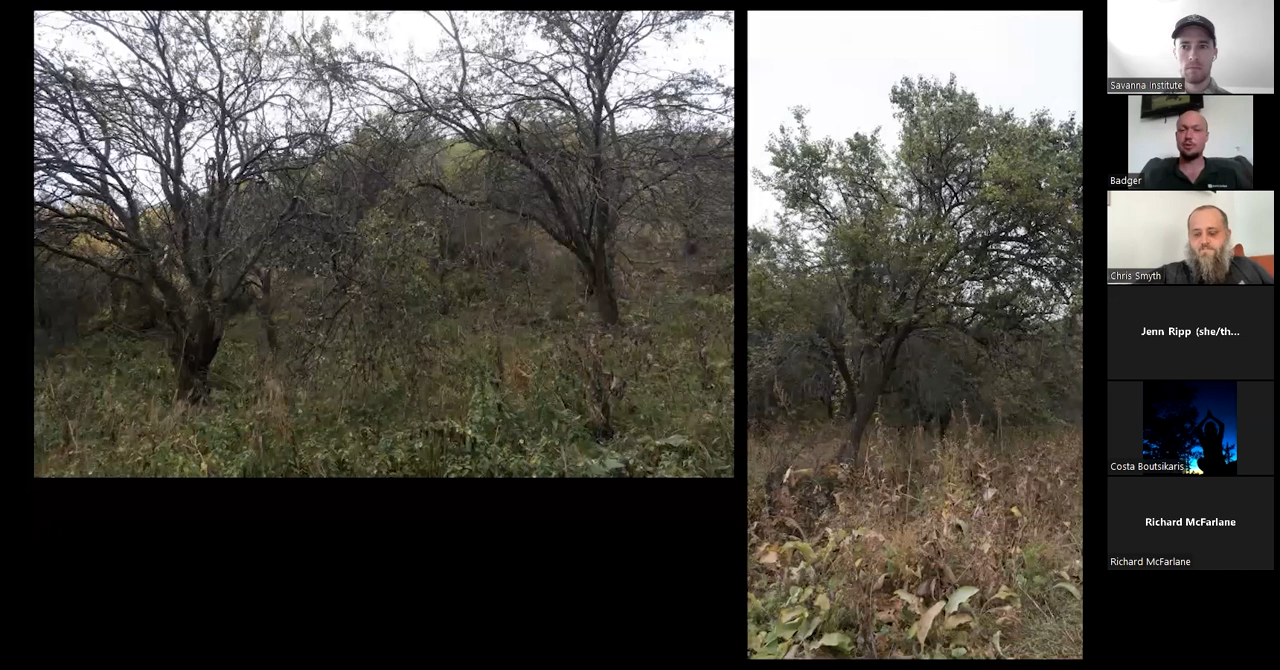 Savanna Institute
Badger
Chris Smyth
Jenn Ripp (she/th...
Costa Boutsikaris
Richard McFarlane
Richard McFarlane